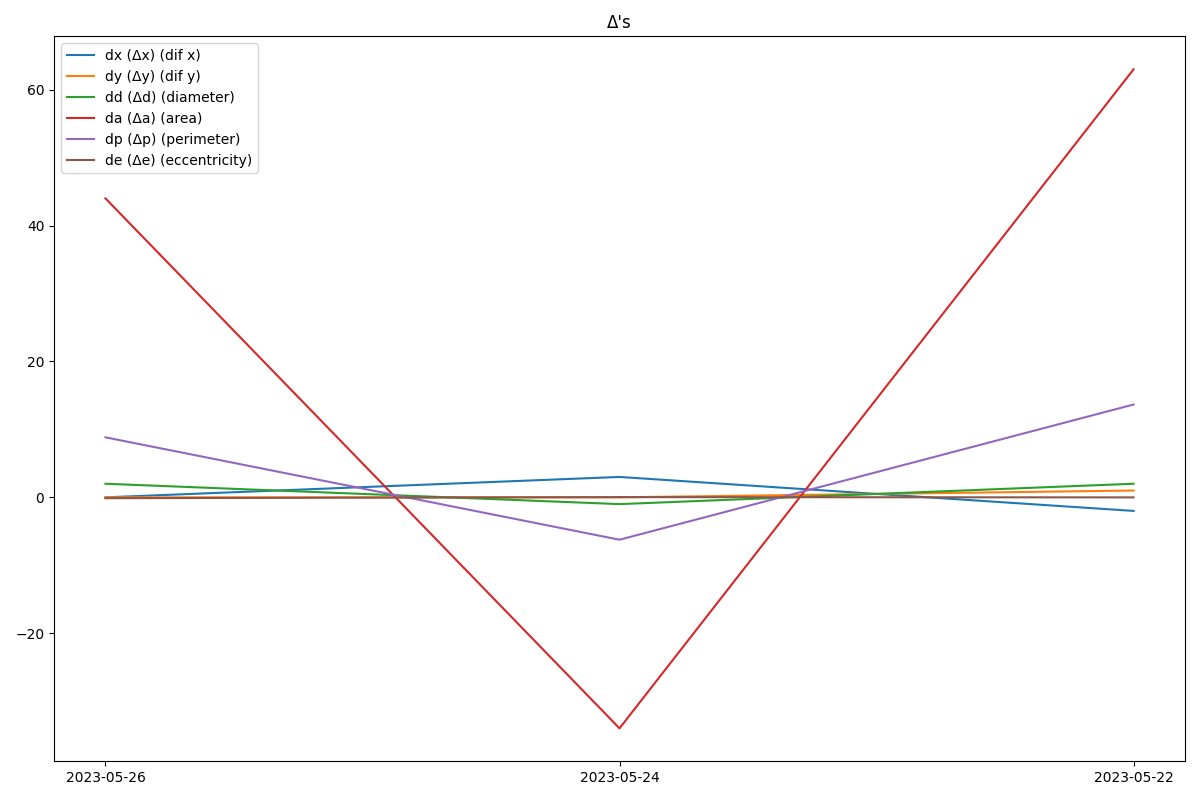 Δ's
dx (Δx) (dif x)
dy (Δy) (dif y)
dd (Δd) (diameter)
da (Δa) (area)
dp (Δp) (perimeter)
de (Δe) (eccentricity)
60
40
20
0
−20
2023-05-26
2023-05-24
2023-05-22